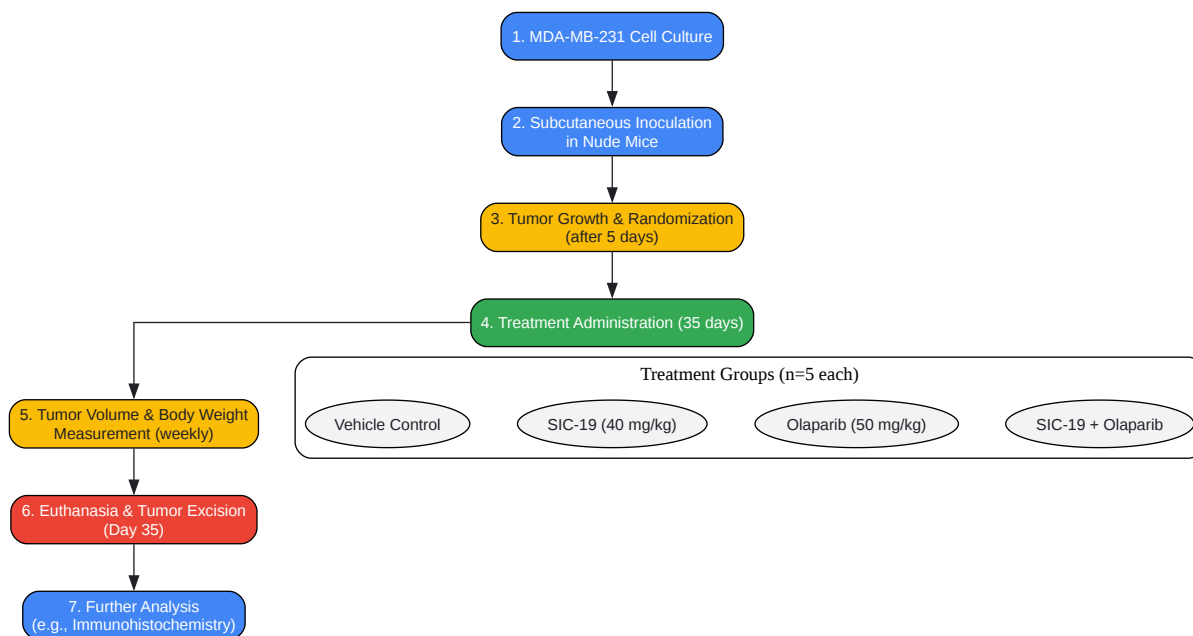 1. MDA-MB-231 Cell Culture
2. Subcutaneous Inoculation
in Nude Mice
3. Tumor Growth & Randomization
(after 5 days)
4. Treatment Administration (35 days)
Treatment Groups (n=5 each)
Vehicle Control
SIC-19 (40 mg/kg)
Olaparib (50 mg/kg)
SIC-19 + Olaparib
5. Tumor Volume & Body Weight
Measurement (weekly)
6. Euthanasia & Tumor Excision
(Day 35)
7. Further Analysis
(e.g., Immunohistochemistry)